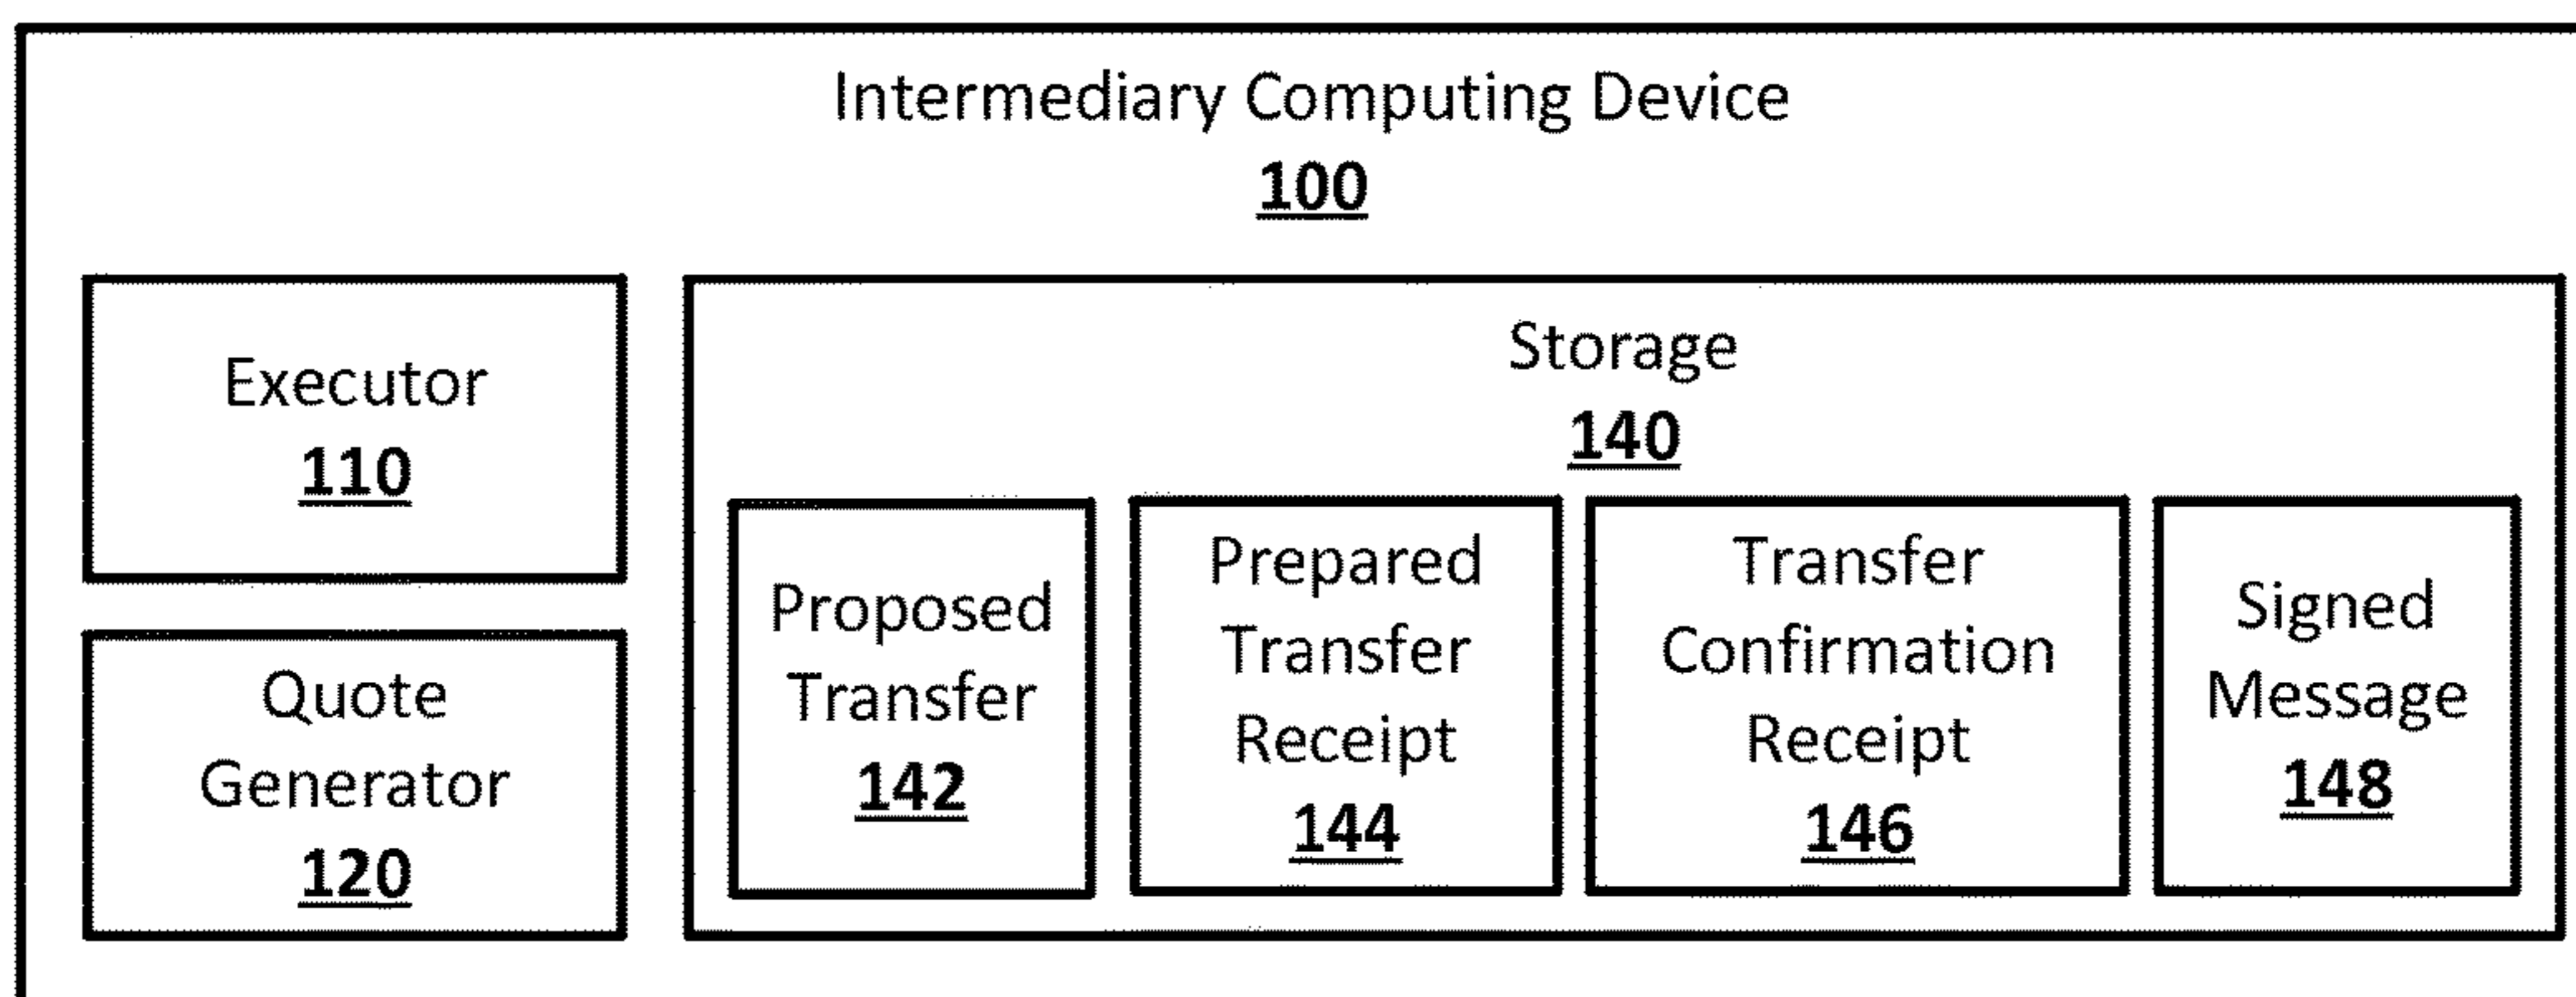 Intermediary Computing Device
100
Executor
110
Quote
Generator
120
Storage
140
Proposed
Transfer
142
Prepared
Transfer
Receipt
144
Transfer
Confirmation
Receipt
146
Signed
Message
148